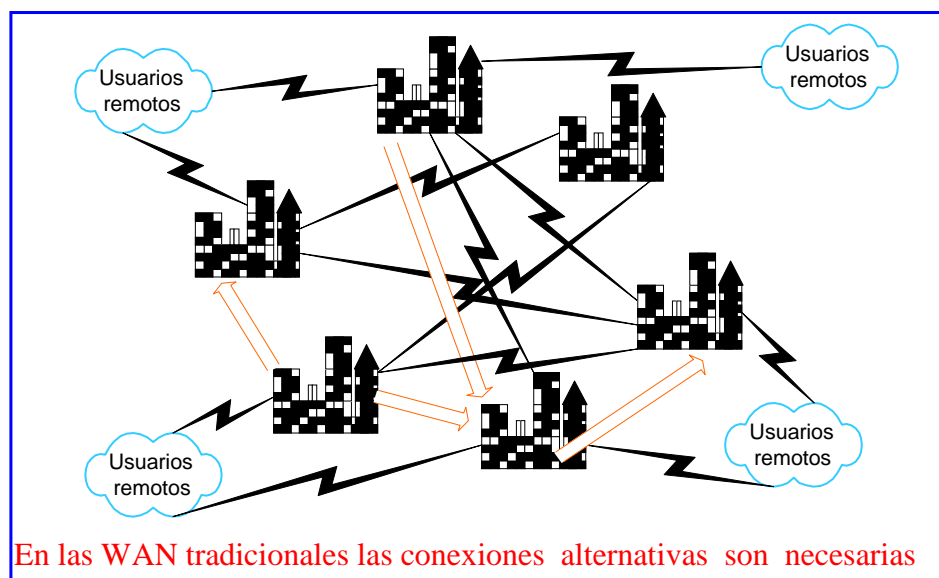 Usuarios
remotos
Usuarios
remotos
Usuarios
remotos
Usuarios
remotos
En las WAN tradicionales las conexiones alternativas son necesarias